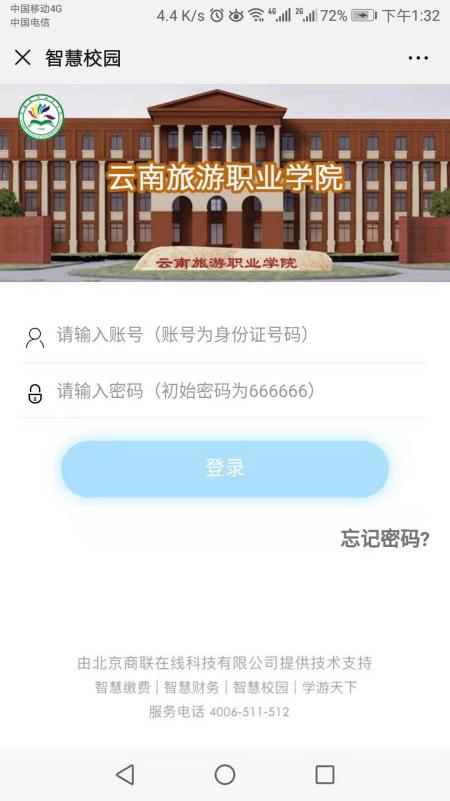 中国移动4G
中国电信
4.4 K/s 4G 2G 72% 下午1:32
智慧校园
云南旅游职业学院
云南旅游职业学院
请输入账号（账号为身份证号码）
请输入密码（初始密码为666666）
登录
忘记密码?
由北京商联在线科技有限公司提供技术支持
智慧缴费 | 智慧财务 | 智慧校园 | 学游天下
服务电话 4006-511-512